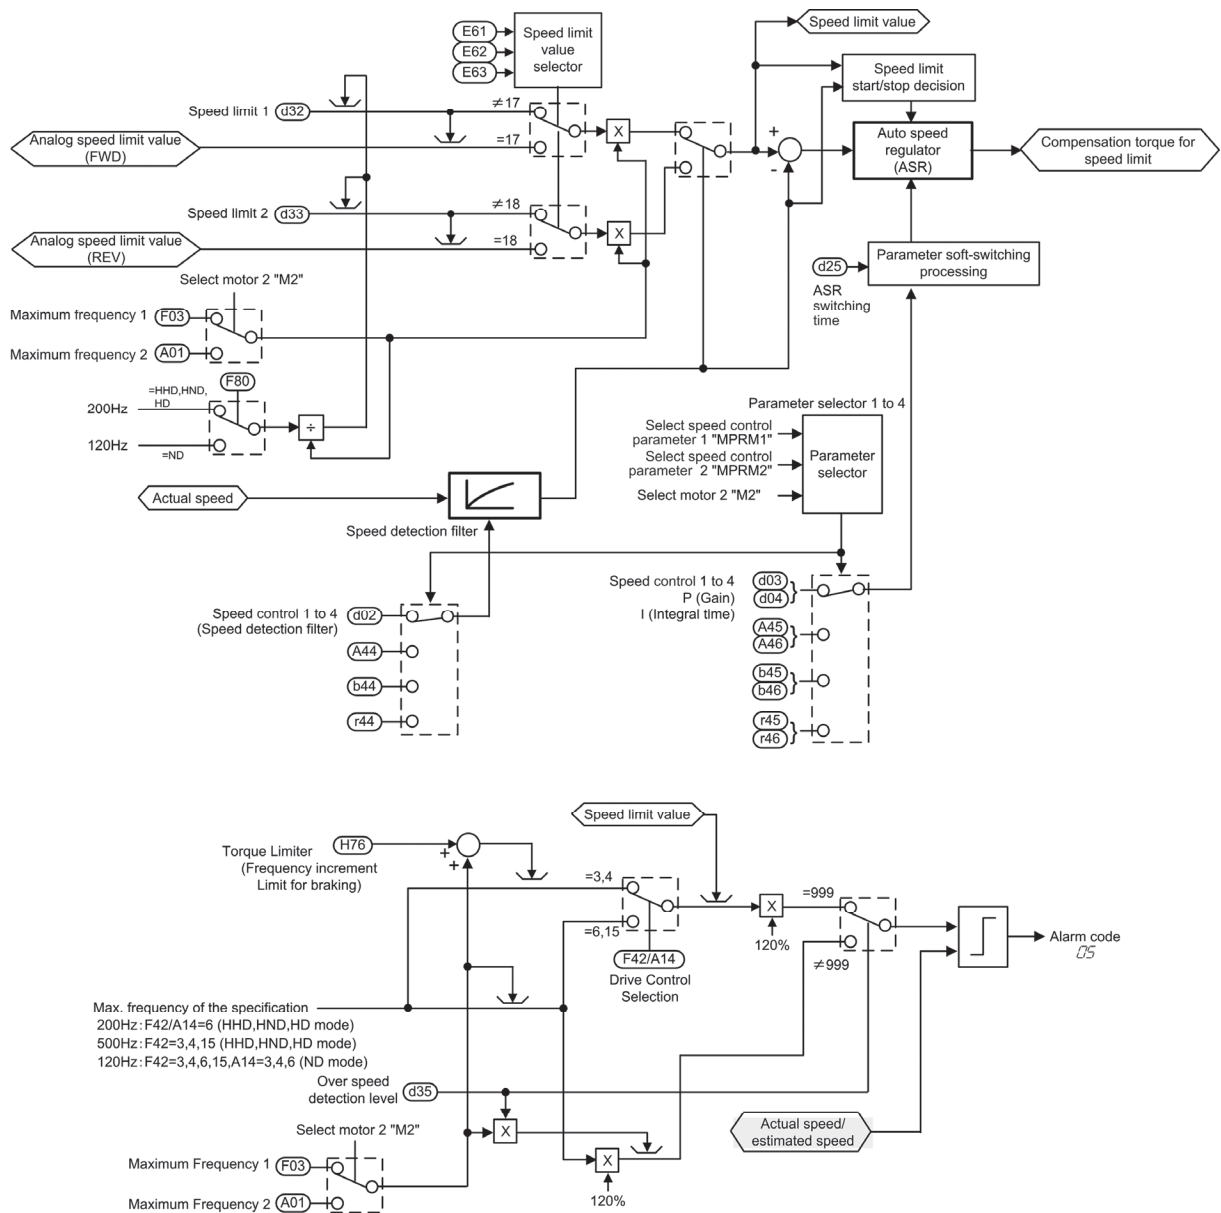 Speed limit value
E61
E62
E63
Speed limit
value
selector
Speed limit
start/stop decision
Speed limit 1
d32
≠17
=17
Analog speed limit value
(FWD)
X
+
-
Auto speed
regulator
(ASR)
Compensation torque for
speed limit
Speed limit 2
d33
≠18
=18
Analog speed limit value
(REV)
X
d25
ASR
switching
time
Parameter soft-switching
processing
Select motor 2 "M2"
Maximum frequency 1
F03
Maximum frequency 2
A01
F80
=HHD,HND,
HD
200Hz
÷
120Hz
=ND
Parameter selector 1 to 4
Select speed control
parameter 1 "MPRM1"
Select speed control
parameter 2 "MPRM2"
Select motor 2 "M2"
Parameter
selector
Actual speed
Speed detection filter
Speed control 1 to 4
(Speed detection filter)
d02
A44
b44
r44
Speed control 1 to 4
P (Gain)
I (Integral time)
d03
d04
A45
A46
b45
b46
r45
r46
Speed limit value
Torque Limiter
(Frequency increment
Limit for braking)
H76
+
+
=3,4
=6,15
F42/A14
Drive Control
Selection
X
120%
=999
≠999
Alarm code
OS
Max. frequency of the specification
200Hz:F42/A14=6 (HHD,HND,HD mode)
500Hz:F42=3,4,15 (HHD,HND,HD mode)
120Hz:F42=3,4,6,15,A14=3,4,6 (ND mode)
Over speed
detection level
d35
Actual speed/
estimated speed
Select motor 2 "M2"
X
X
120%
Maximum Frequency 1
F03
Maximum Frequency 2
A01